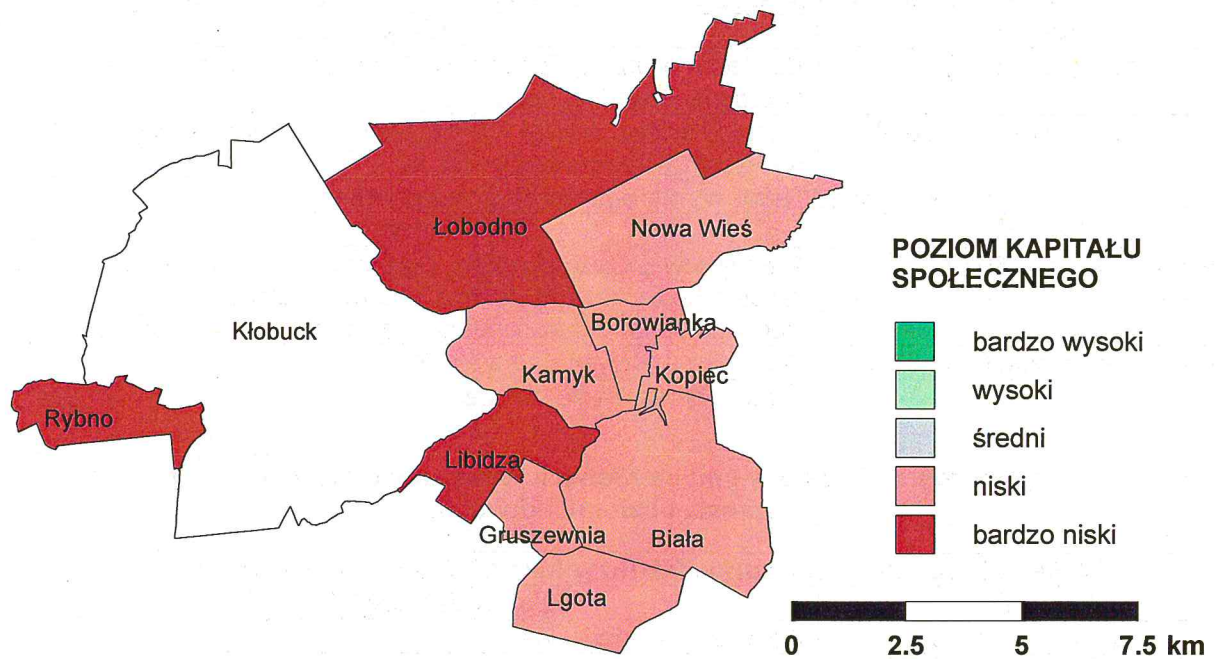 Łobodno
Nowa Wieś
Kłobuck
Borowianka
Kamyk
Kopiec
Rybno
Libidza
Gruszewnia
Biała
Lgota
POZIOM KAPITAŁU
SPOŁECZNEGO
bardzo wysoki
wysoki
średni
niski
bardzo niski
0 2.5 5 7.5 km